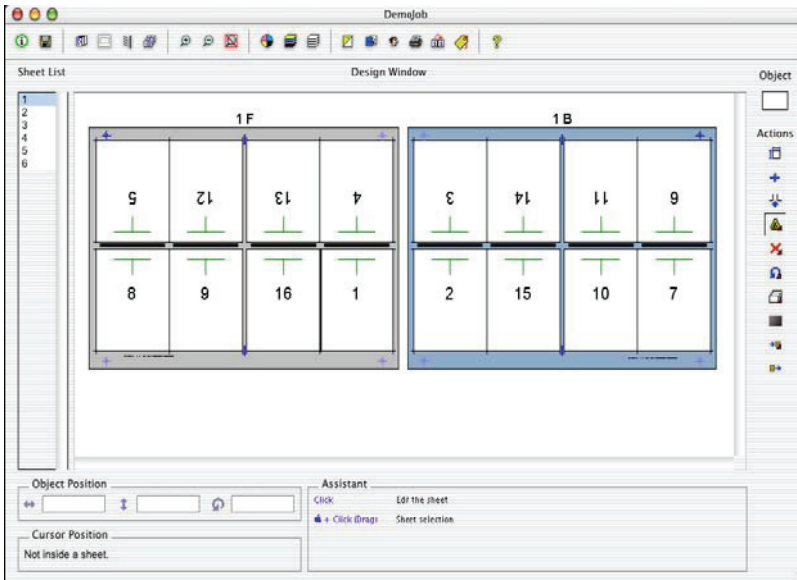 DemoJob
Sheet List
Design Window
Object
1
2
3
4
5
6
1 F
1 B
Actions
5 12 13 4
3 14 11 6
8 9 16 1
2 15 10 7
Object Position
Assistant
Click Edit the sheet
+ Click (Drag) Sheet selection
Cursor Position
Not inside a sheet.